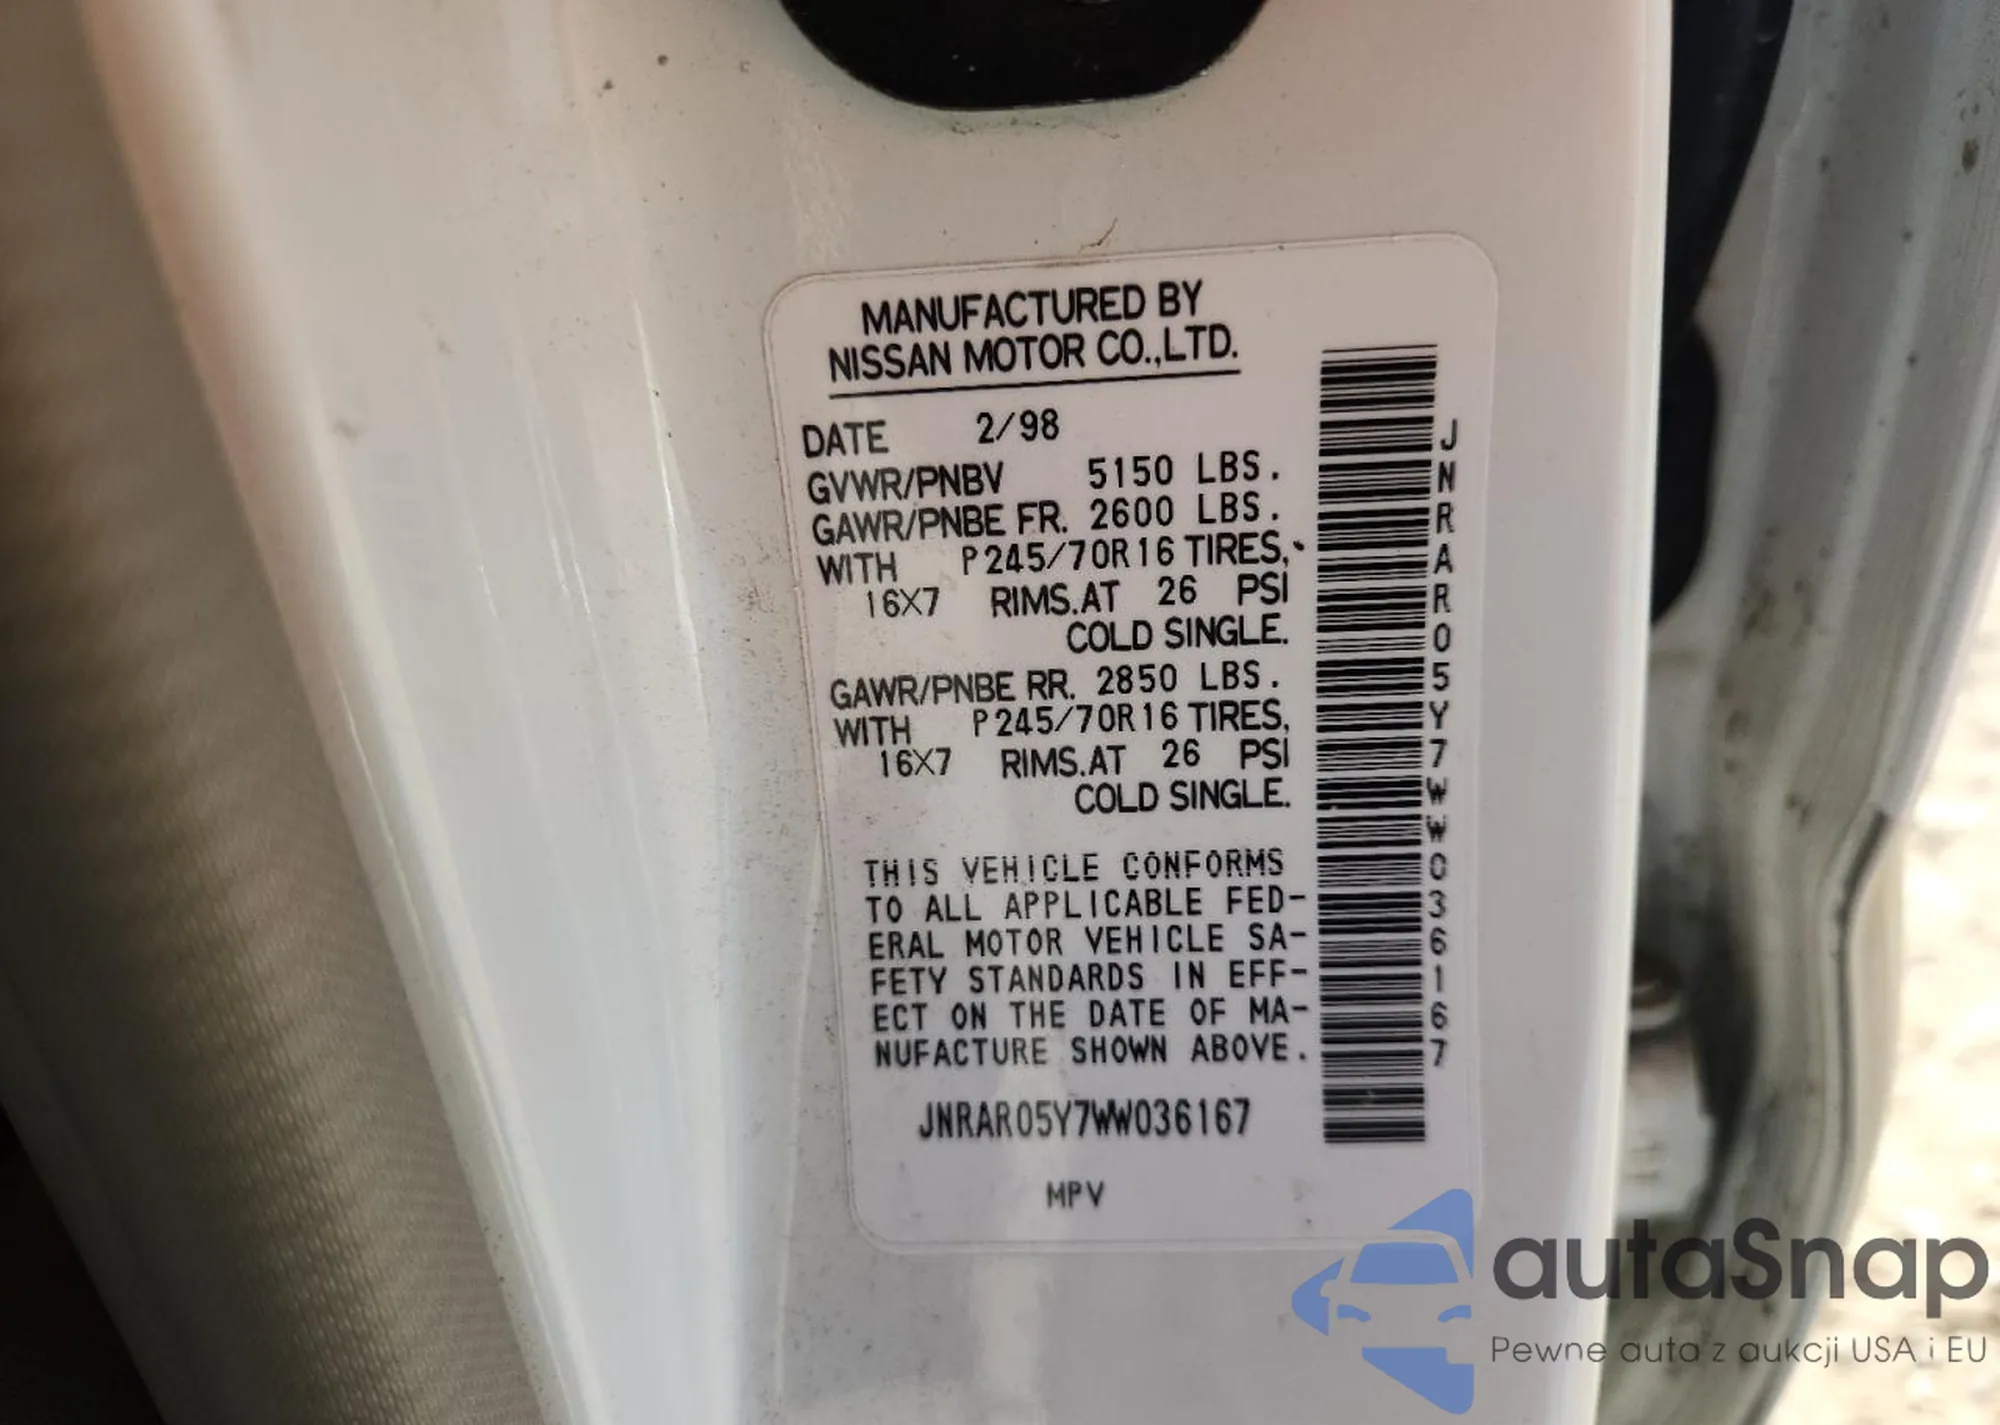 MANUFACTURED BY
NISSAN MOTOR CO.,LTD.
DATE 2/98
GVWR/PNBV 5150 LBS.
GAWR/PNBE FR. 2600 LBS.
WITH P245/70R16 TIRES,
16X7 RIMS.AT 26 PSI
COLD SINGLE.
GAWR/PNBE RR. 2850 LBS.
WITH P245/70R16 TIRES,
16X7 RIMS.AT 26 PSI
COLD SINGLE.
THIS VEHICLE CONFORMS
TO ALL APPLICABLE FED-
ERAL MOTOR VEHICLE SA-
FETY STANDARDS IN EFF-
ECT ON THE DATE OF MA-
NUFACTURE SHOWN ABOVE.
JNRAR05Y7WW036167
MPV
JNRAR05Y7WW036167
autaSnap
Pewne auta z aukcji USA i EU